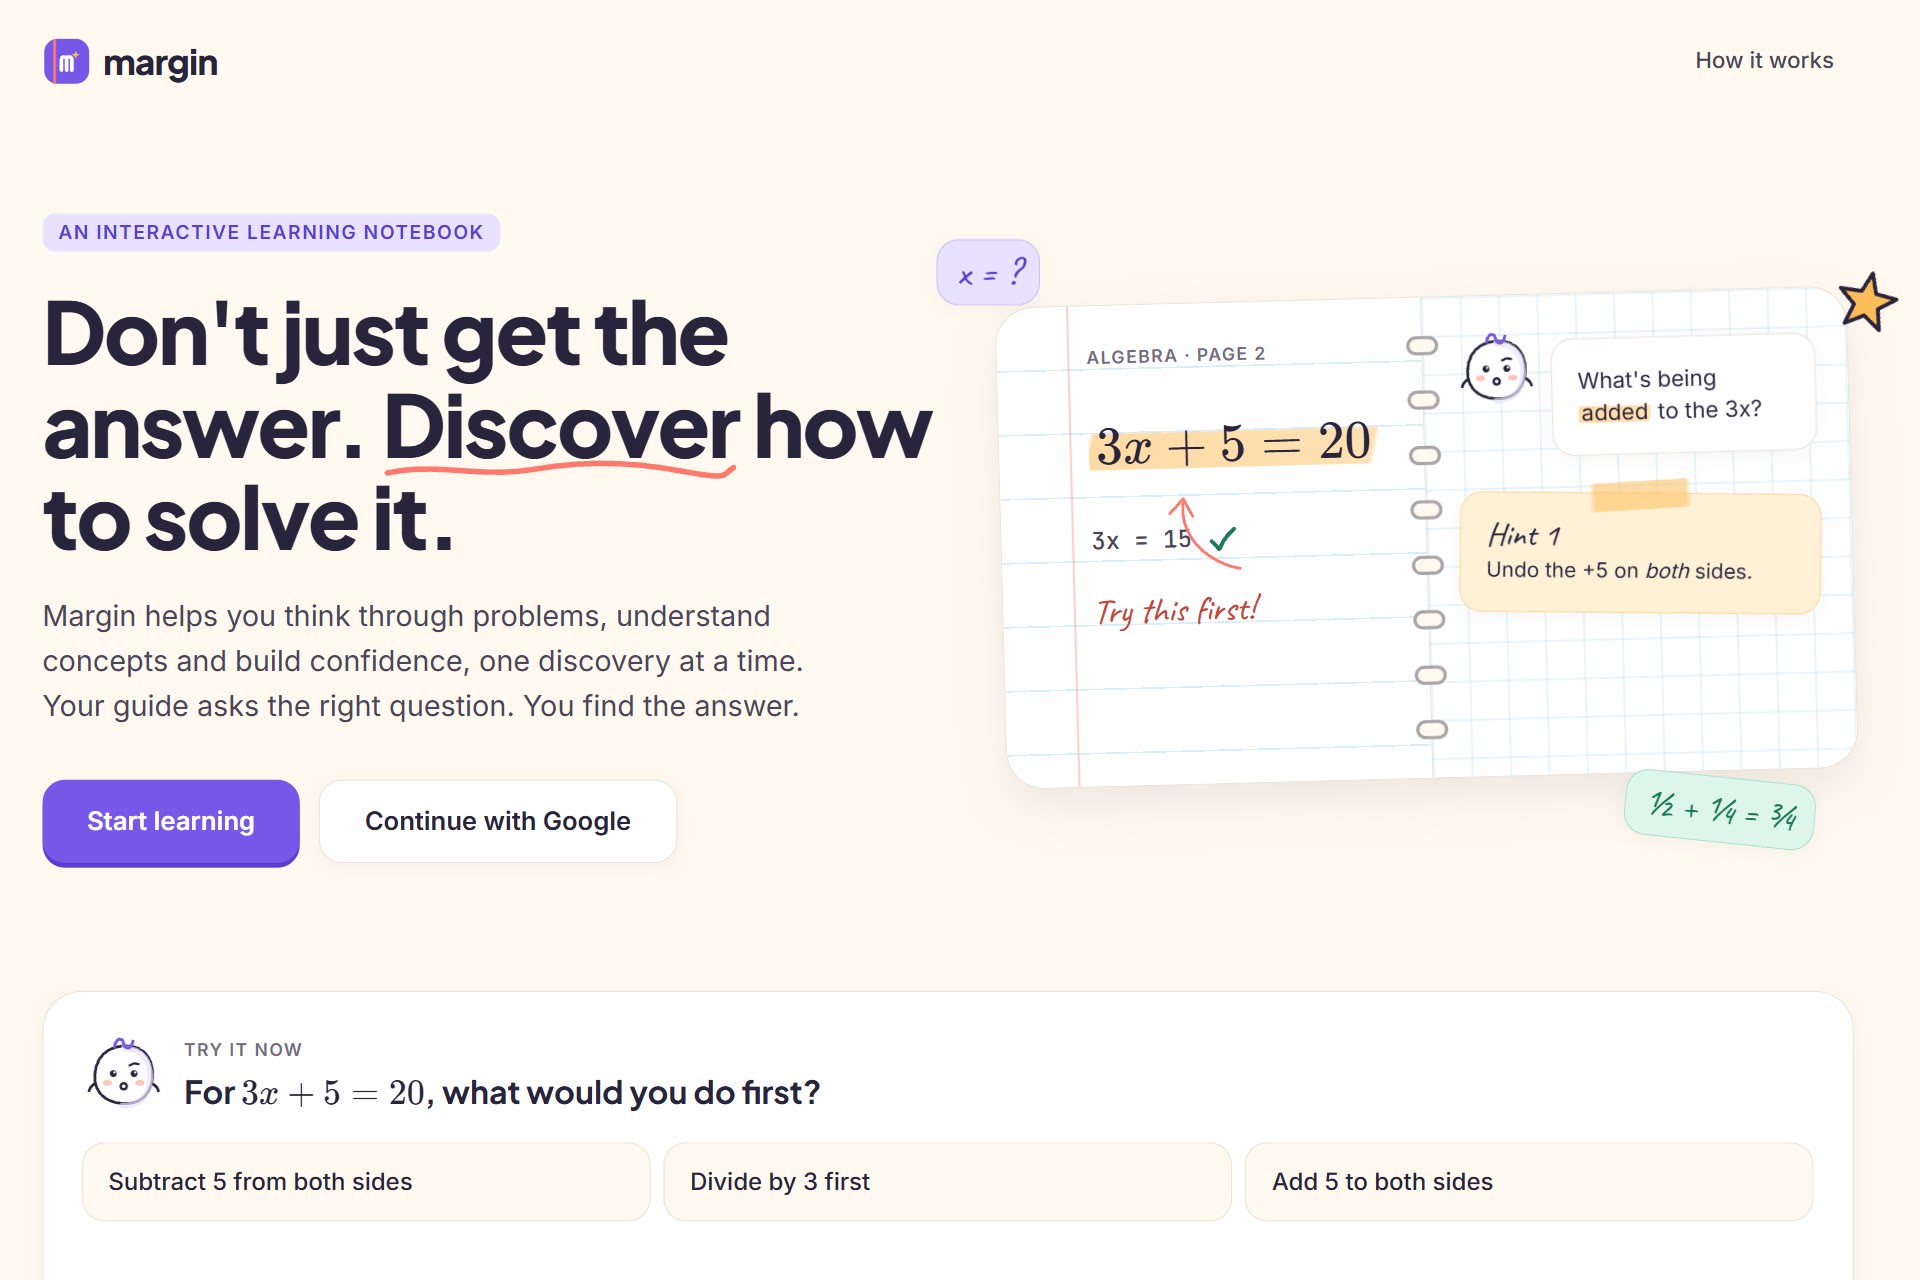 margin
How it works
AN INTERACTIVE LEARNING NOTEBOOK
Don't just get the
answer. Discover how
to solve it.
Margin helps you think through problems, understand
concepts and build confidence, one discovery at a time.
Your guide asks the right question. You find the answer.
Start learning
Continue with Google
x = ?
ALGEBRA · PAGE 2
3x + 5 = 20
3x = 15 ✓
Try this first!
What's being
added to the 3x?
Hint 1
Undo the +5 on both sides.
½ + ¼ = ¾
TRY IT NOW
For 3x + 5 = 20, what would you do first?
Subtract 5 from both sides
Divide by 3 first
Add 5 to both sides